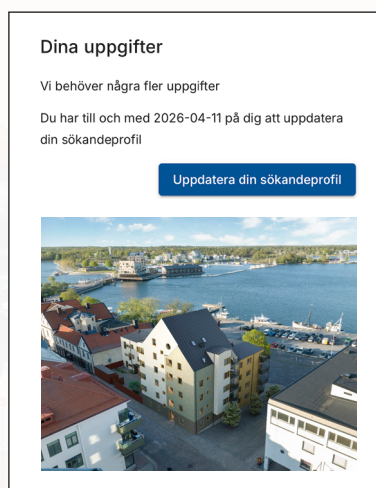 Dina uppgifter
Vi behöver några fler uppgifter
Du har till och med 2026-04-11 på dig att uppdatera
din sökandeprofil
Uppdatera din sökandeprofil